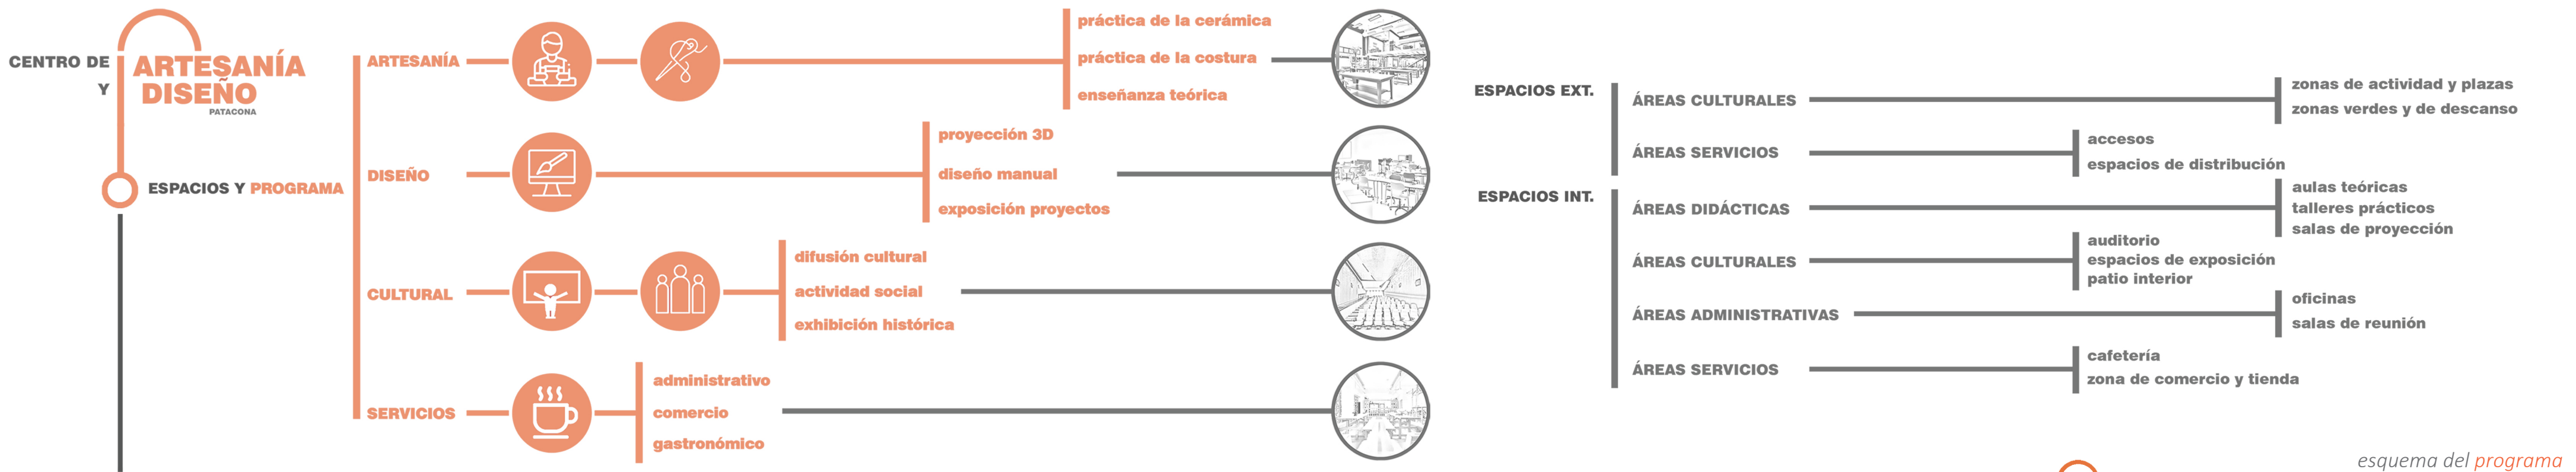 CENTRO DE ARTESANÍA
Y DISEÑO
PATACONA
ESPACIOS Y PROGRAMA
ARTESANÍA
práctica de la cerámica
práctica de la costura
enseñanza teórica
DISEÑO
proyección 3D
diseño manual
exposición proyectos
CULTURAL
difusión cultural
actividad social
exhibición histórica
SERVICIOS
administrativo
comercio
gastronómico
ESPACIOS EXT.
ÁREAS CULTURALES
zonas de actividad y plazas
zonas verdes y de descanso
ÁREAS SERVICIOS
accesos
espacios de distribución
ESPACIOS INT.
ÁREAS DIDÁCTICAS
aulas teóricas
talleres prácticos
salas de proyección
ÁREAS CULTURALES
auditorio
espacios de exposición
patio interior
ÁREAS ADMINISTRATIVAS
oficinas
salas de reunión
ÁREAS SERVICIOS
cafetería
zona de comercio y tienda
esquema del programa